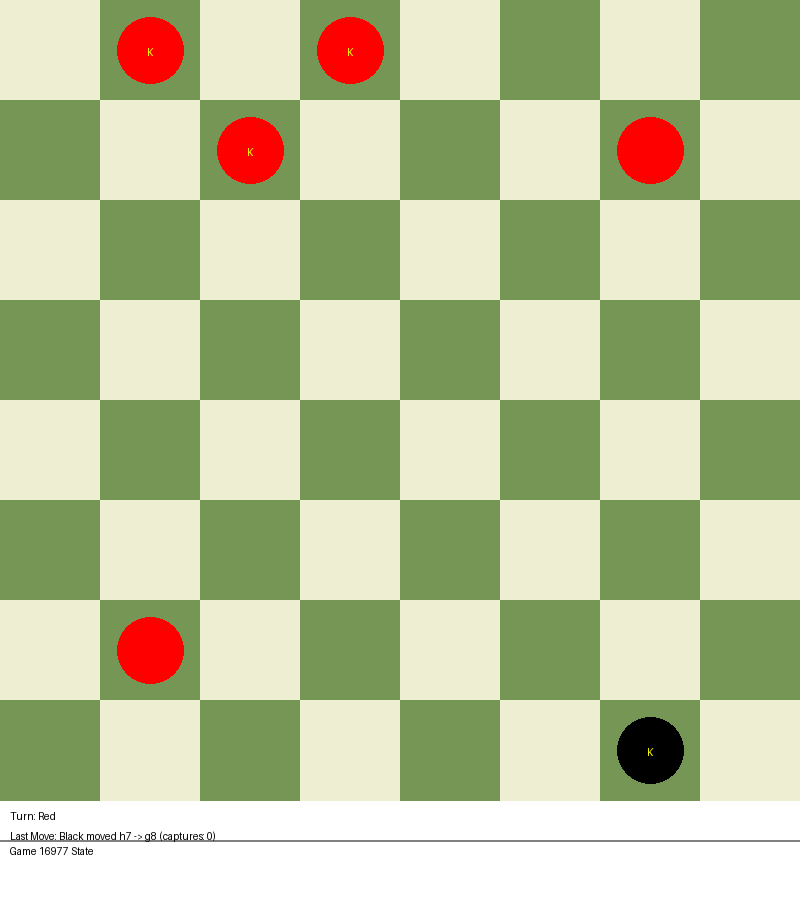 K K
K
K
Turn: Red
Last Move: Black moved h7 -> g8 (captures: 0)
Game 16977 State